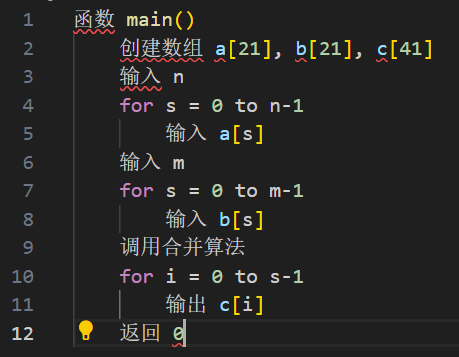 1 函数 main()
2 创建数组 a[21], b[21], c[41]
3 输入 n
4 for s = 0 to n-1
5 输入 a[s]
6 输入 m
7 for s = 0 to m-1
8 输入 b[s]
9 调用合并算法
10 for i = 0 to s-1
11 输出 c[i]
12 返回 0